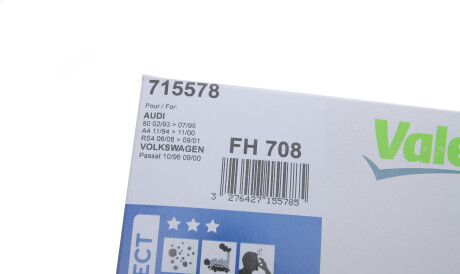 715578
Pour / For:
AUDI
80 02/93 > 07/95
A4 11/94 > 11/00
RS4 06/08 > 09/01
VOLKSWAGEN
Passat 10/96 09/00
FH 708
3 276427 155785
Vale
ECT